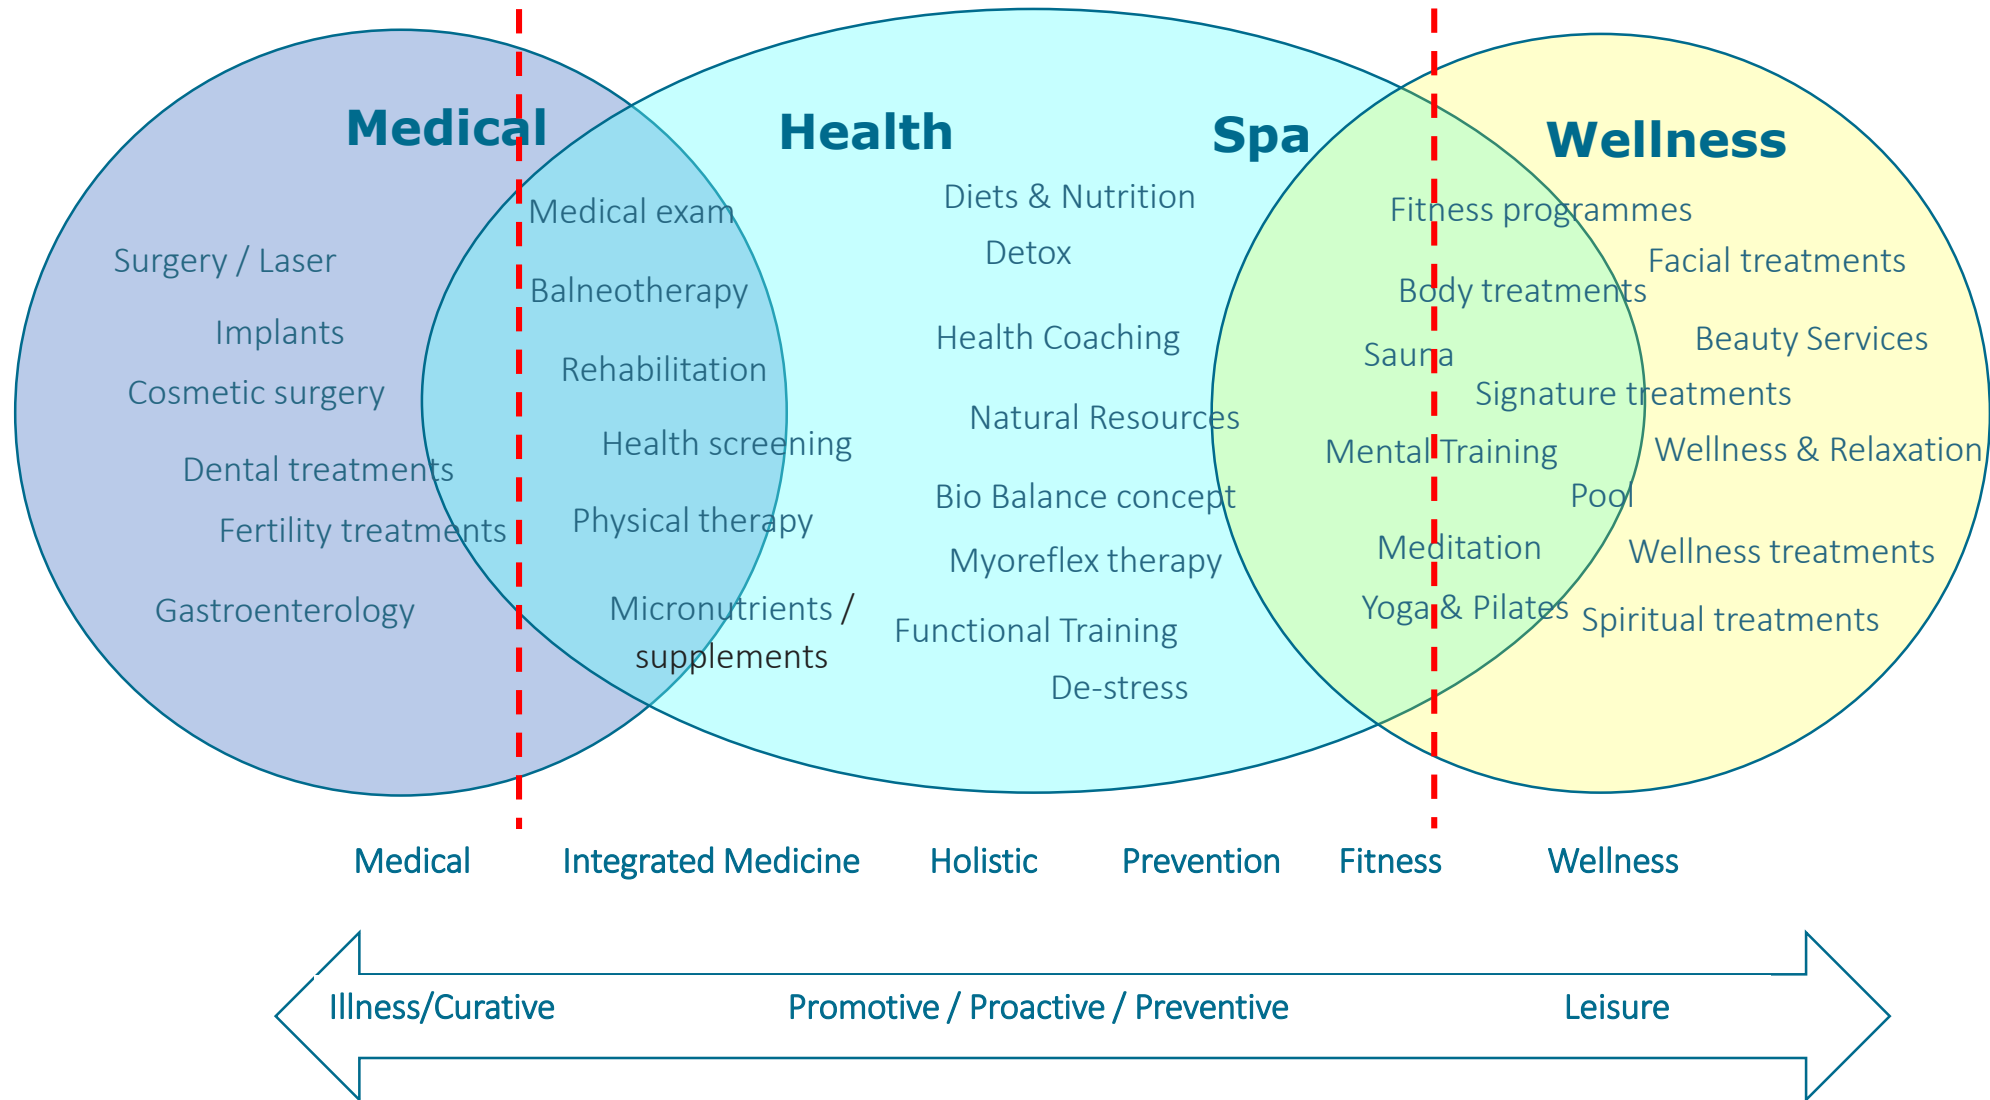 Medical
Health
Spa
Wellness
Surgery / Laser
Implants
Cosmetic surgery
Dental treatments
Fertility treatments
Gastroenterology
Medical exam
Balneotherapy
Rehabilitation
Health screening
Physical therapy
Micronutrients /
supplements
Diets & Nutrition
Detox
Health Coaching
Natural Resources
Bio Balance concept
Myoreflex therapy
Functional Training
De-stress
Fitness programmes
Body treatments
Sauna
Signature treatments
Mental Training
Pool
Meditation
Yoga & Pilates
Facial treatments
Beauty Services
Wellness & Relaxation
Wellness treatments
Spiritual treatments
Medical
Integrated Medicine
Holistic
Prevention
Fitness
Wellness
Illness/Curative
Promotive / Proactive / Preventive
Leisure